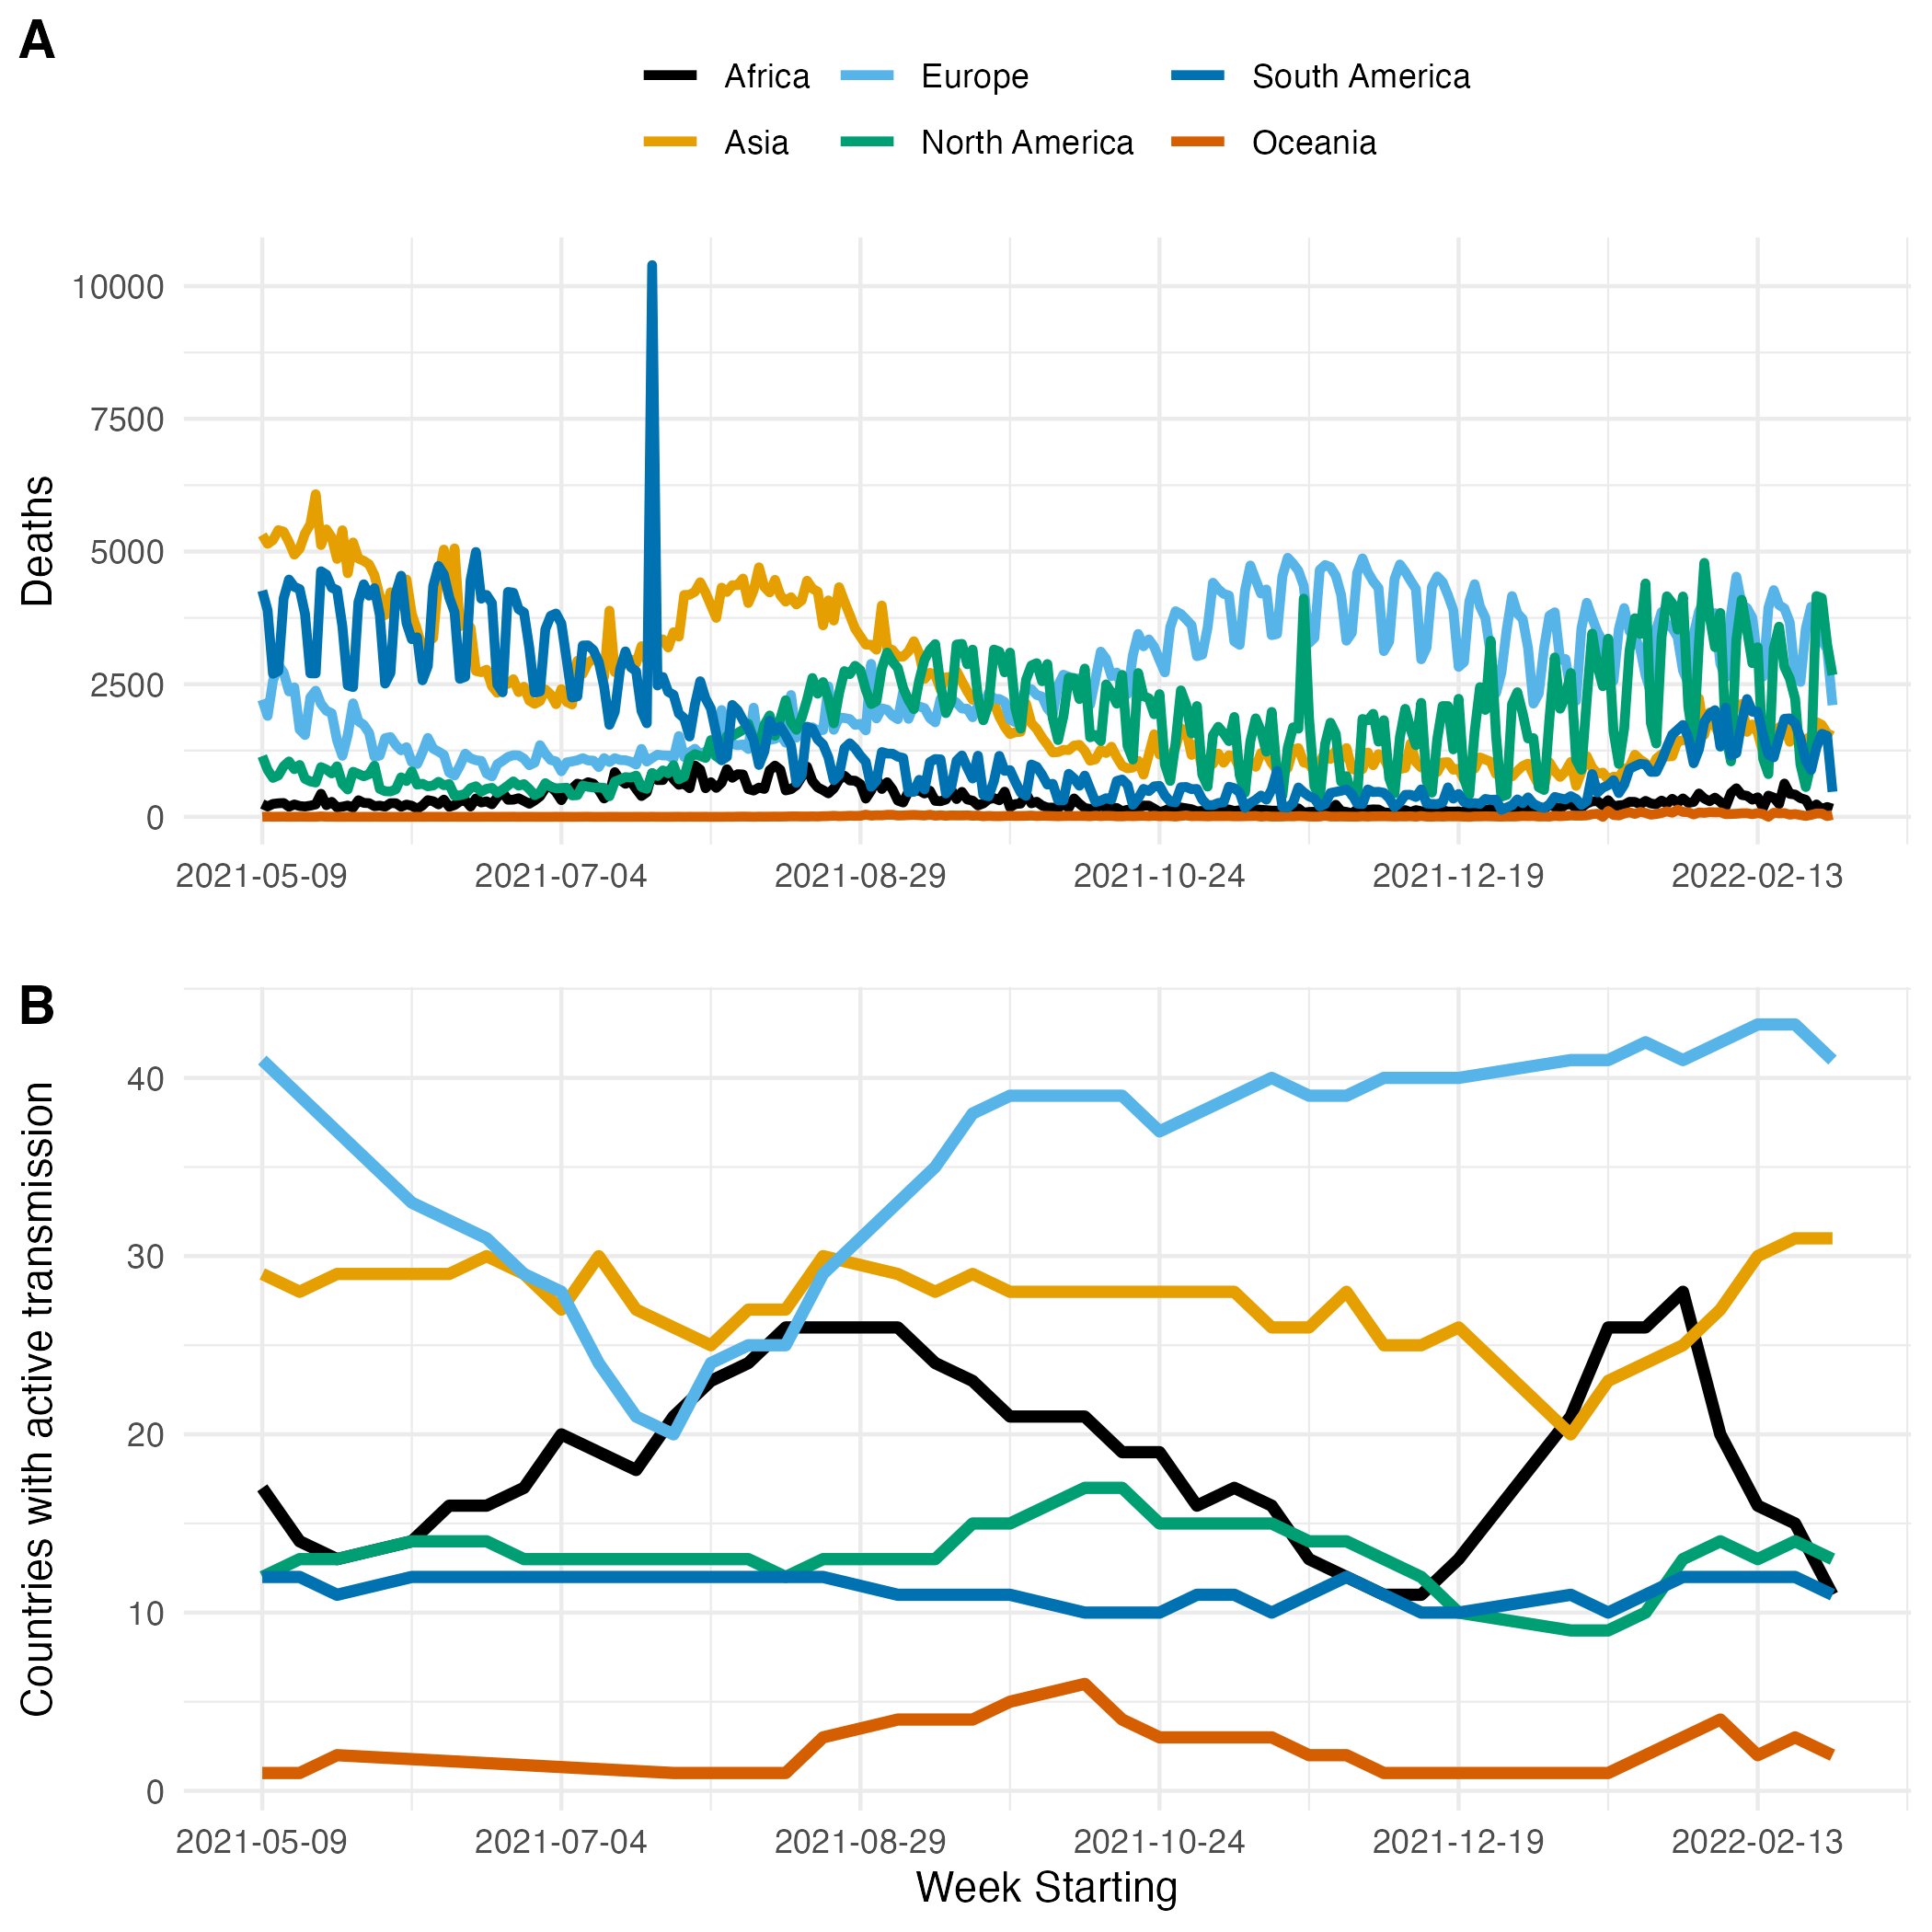 A
Africa Europe South America
Asia North America Oceania
10000
7500
5000
2500
0
Deaths
2021-05-09 2021-07-04 2021-08-29 2021-10-24 2021-12-19 2022-02-13
B
40
30
20
10
0
Countries with active transmission
2021-05-09 2021-07-04 2021-08-29 2021-10-24 2021-12-19 2022-02-13
Week Starting